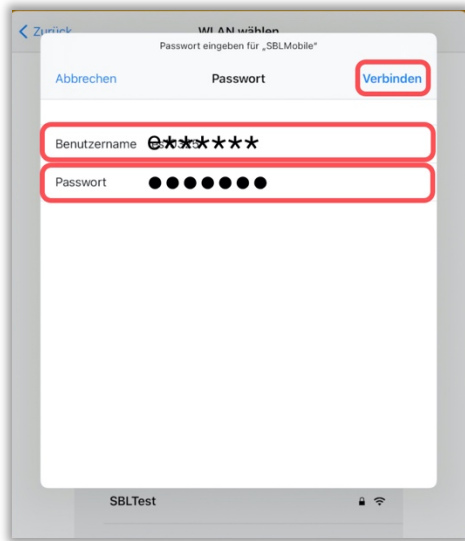 Zurück WLAN wählen
Passwort eingeben für „SBLMobile“
Abbrechen Passwort Verbinden
Benutzername e******
Passwort ●●●●●●●
SBLTest